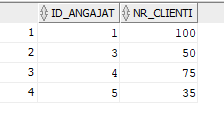 ID_ANGAJAT NR_CLIENTI
1 1 100
2 3 50
3 4 75
4 5 35